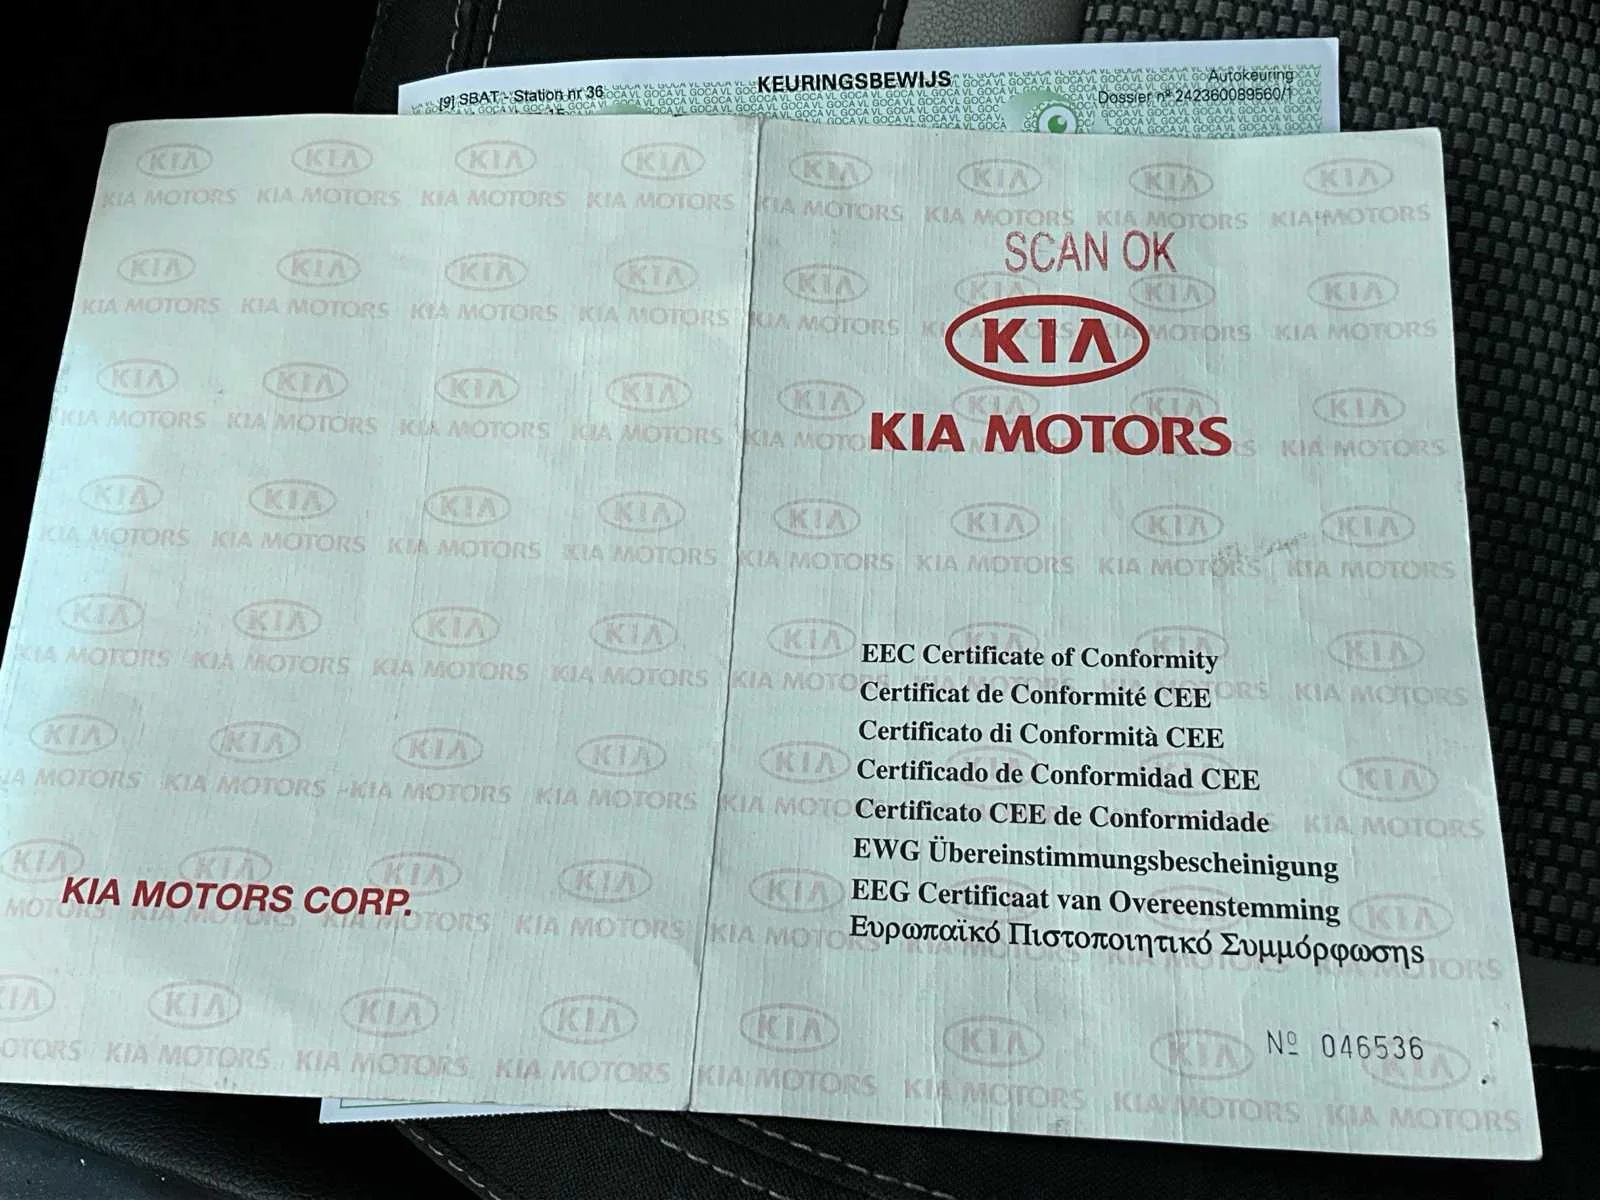 KEURINGSBEWIJS
[9] SBAT - Station nr 36
Autokeuring
Dossier nº 242360089560/1
SCAN OK
KIA
KIA MOTORS
EEC Certificate of Conformity
Certificat de Conformité CEE
Certificato di Conformità CEE
Certificado de Conformidad CEE
Certificato CEE de Conformidade
EWG Übereinstimmungsbescheinigung
EEG Certificaat van Overeenstemming
Ευρωπαϊκό Πιστοποιητικό Συμμόρφωσης
Nº 046536
KIA MOTORS CORP.